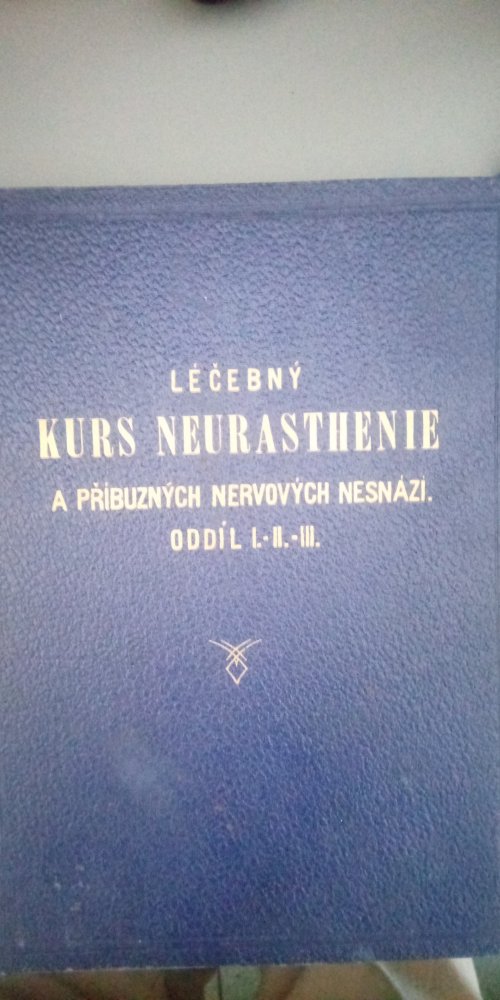 LÉČEBNÝ
KURS NEURASTHENIE
A PŘÍBUZNÝCH NERVOVÝCH NESNÁZÍ.
ODDÍL I.-II.-III.